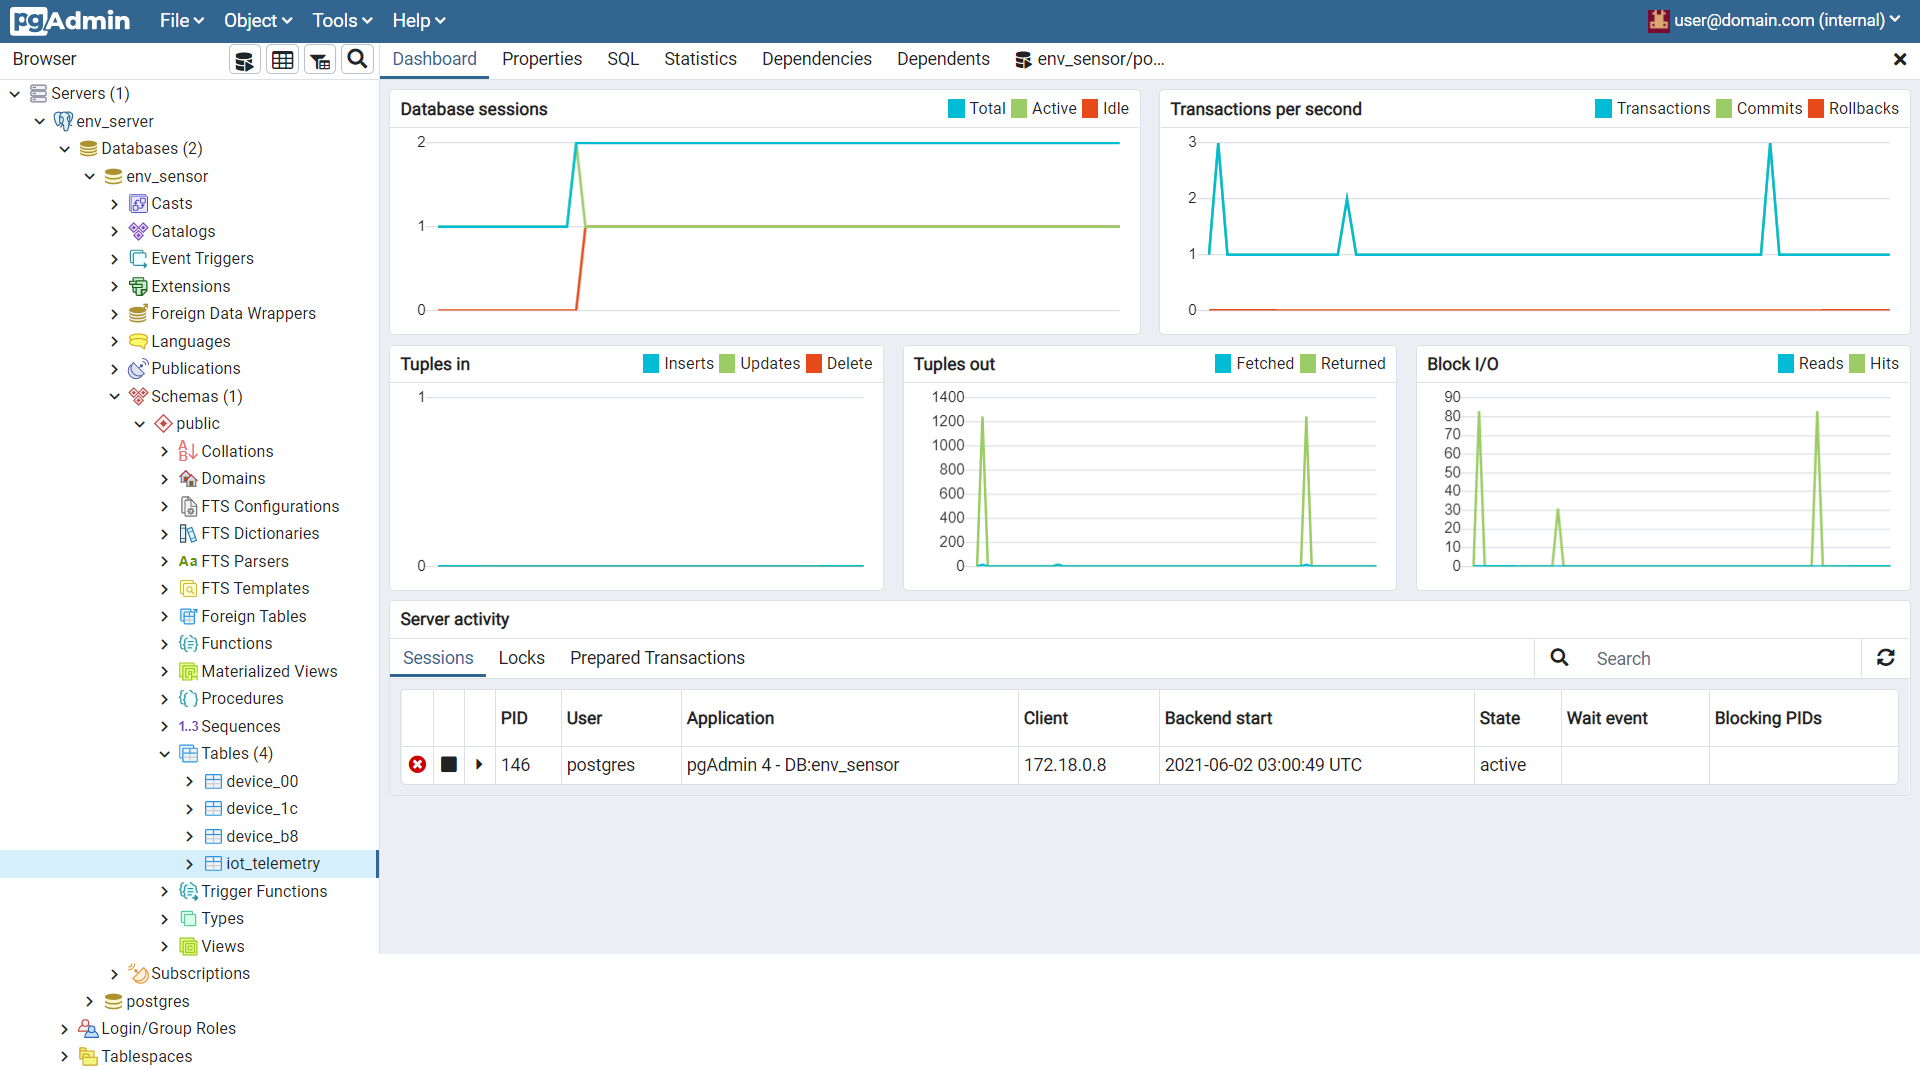 pgAdmin File Object Tools Help user@domain.com (internal)
Browser
Dashboard Properties SQL Statistics Dependencies Dependents env_sensor/po...
Servers (1)
env_server
Databases (2)
env_sensor
Casts
Catalogs
Event Triggers
Extensions
Foreign Data Wrappers
Languages
Publications
Schemas (1)
public
Collations
Domains
FTS Configurations
FTS Dictionaries
Aa FTS Parsers
FTS Templates
Foreign Tables
Functions
Materialized Views
Procedures
1..3 Sequences
Tables (4)
device_00
device_1c
device_b8
iot_telemetry
Trigger Functions
Types
Views
Subscriptions
postgres
Login/Group Roles
Tablespaces
Database sessions Total Active Idle
2
1
0
Transactions per second Transactions Commits Rollbacks
3
2
1
0
Tuples in Inserts Updates Delete
1
0
Tuples out Fetched Returned
1400
1200
1000
800
600
400
200
0
Block I/O Reads Hits
90
80
70
60
50
40
30
20
10
0
Server activity
Sessions Locks Prepared Transactions Search
PID User Application Client Backend start State Wait event Blocking PIDs
146 postgres pgAdmin 4 - DB:env_sensor 172.18.0.8 2021-06-02 03:00:49 UTC active